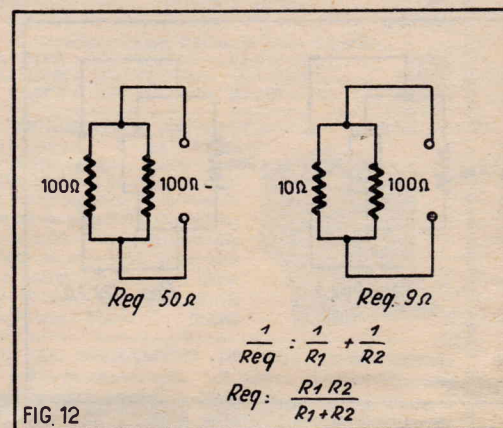 100Ω 100Ω
10Ω 100Ω
Req 50Ω
Req. 9Ω
1/Req : 1/R1 + 1/R2
Req: R1 R2/R1+R2
FIG. 12